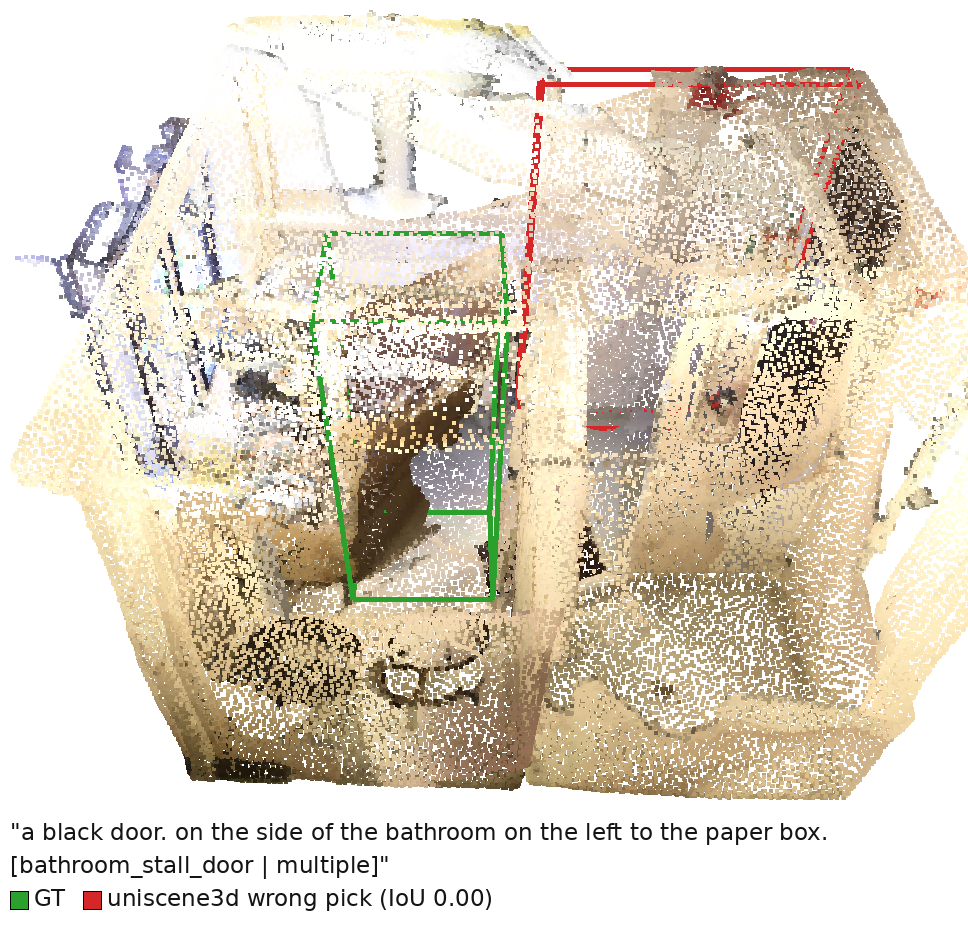 "a black door. on the side of the bathroom on the left to the paper box.
[bathroom_stall_door | multiple]"
GT uniscene3d wrong pick (IoU 0.00)